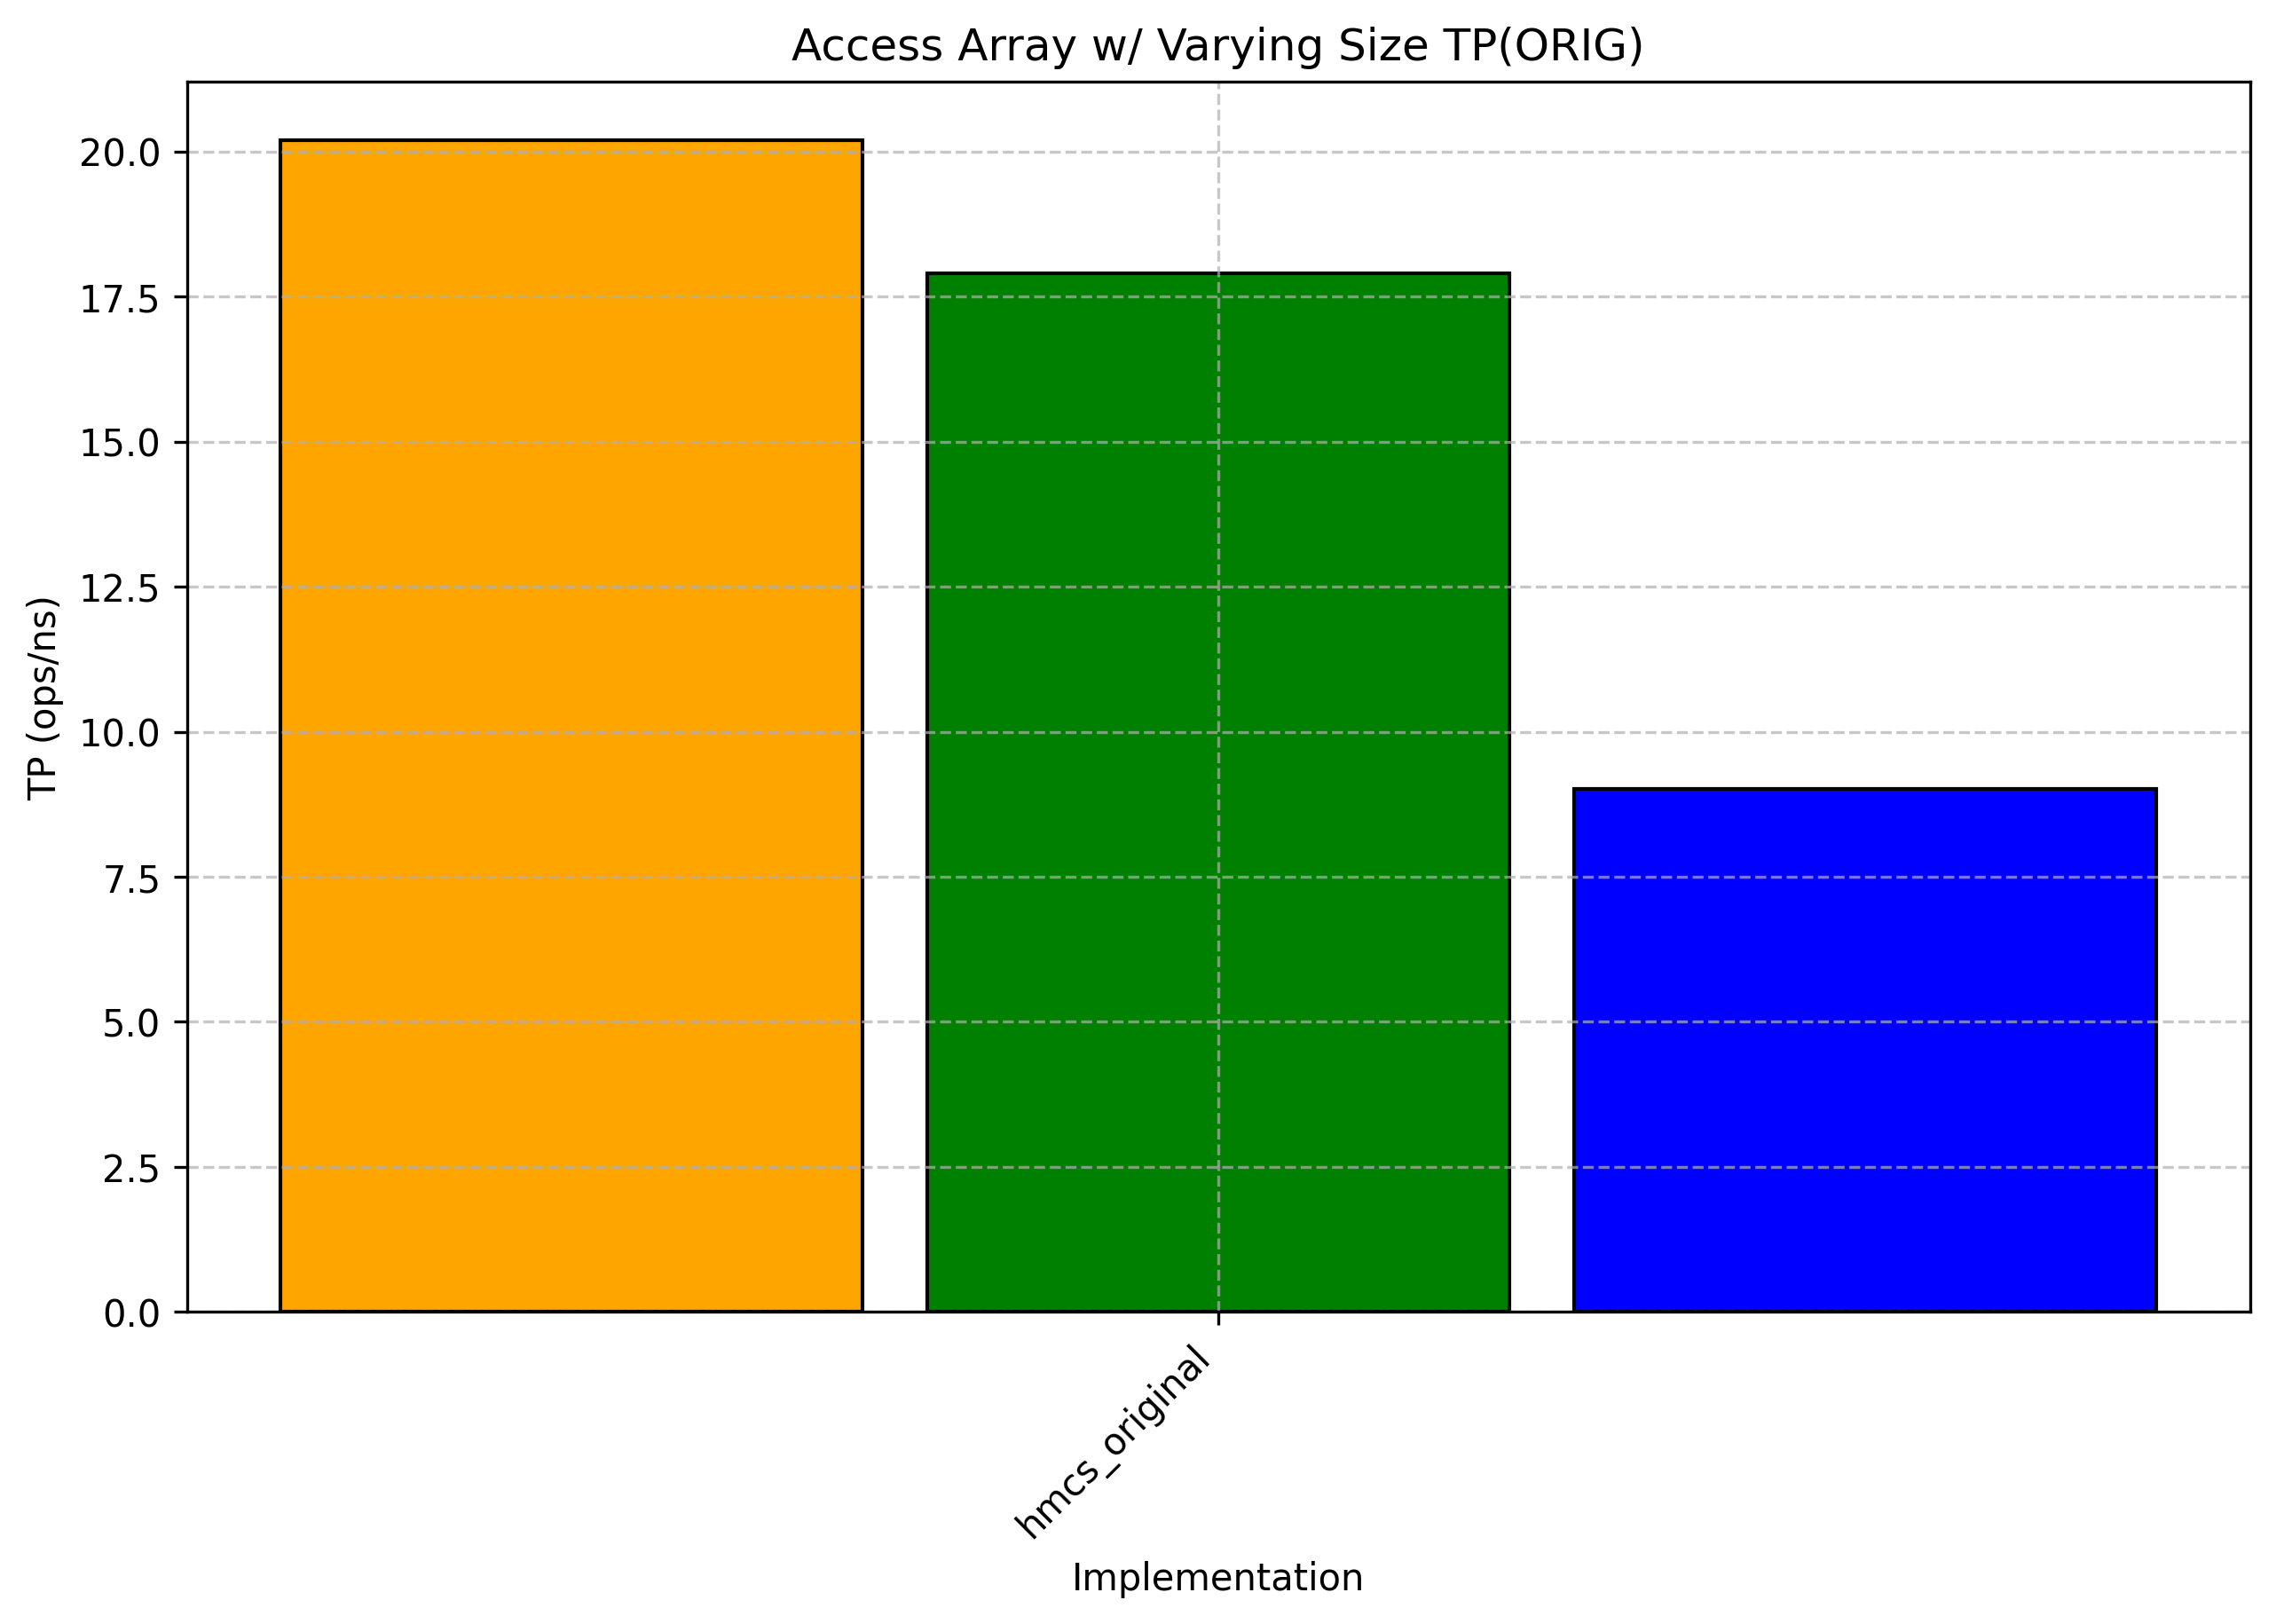 Access Array w/ Varying Size TP(ORIG)
20.0
17.5
15.0
12.5
10.0
7.5
5.0
2.5
0.0
TP (ops/ns)
hmcs_original
Implementation